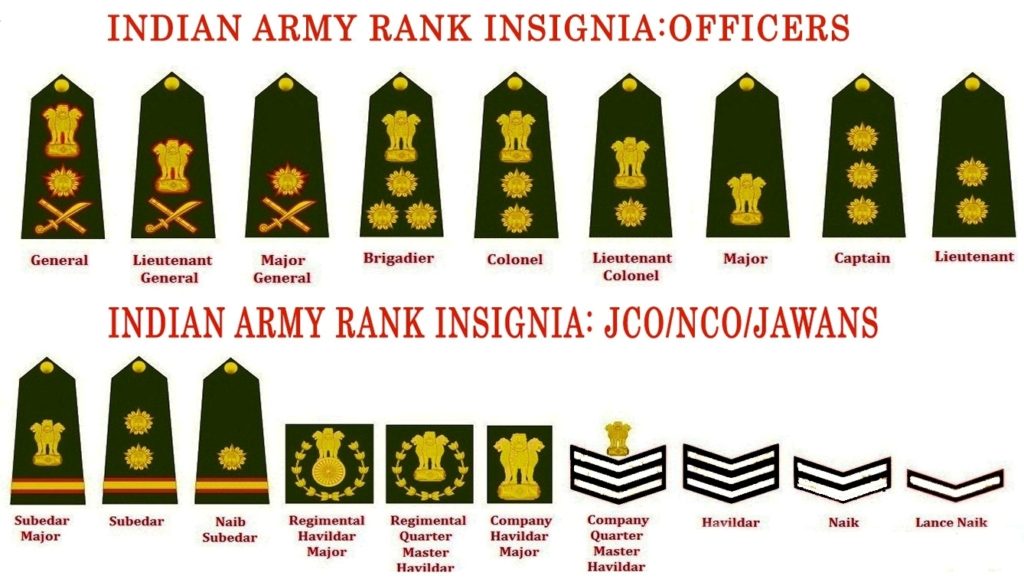 INDIAN ARMY RANK INSIGNIA:OFFICERS
General
Lieutenant
General
Major
General
Brigadier
Colonel
Lieutenant
Colonel
Major
Captain
Lieutenant
INDIAN ARMY RANK INSIGNIA: JCO/NCO/JAWANS
Subedar
Major
Subedar
Naib
Subedar
Regimental
Havildar
Major
Regimental
Quarter
Master
Havildar
Company
Havildar
Major
Company
Quarter
Master
Havildar
Havildar
Naik
Lance Naik